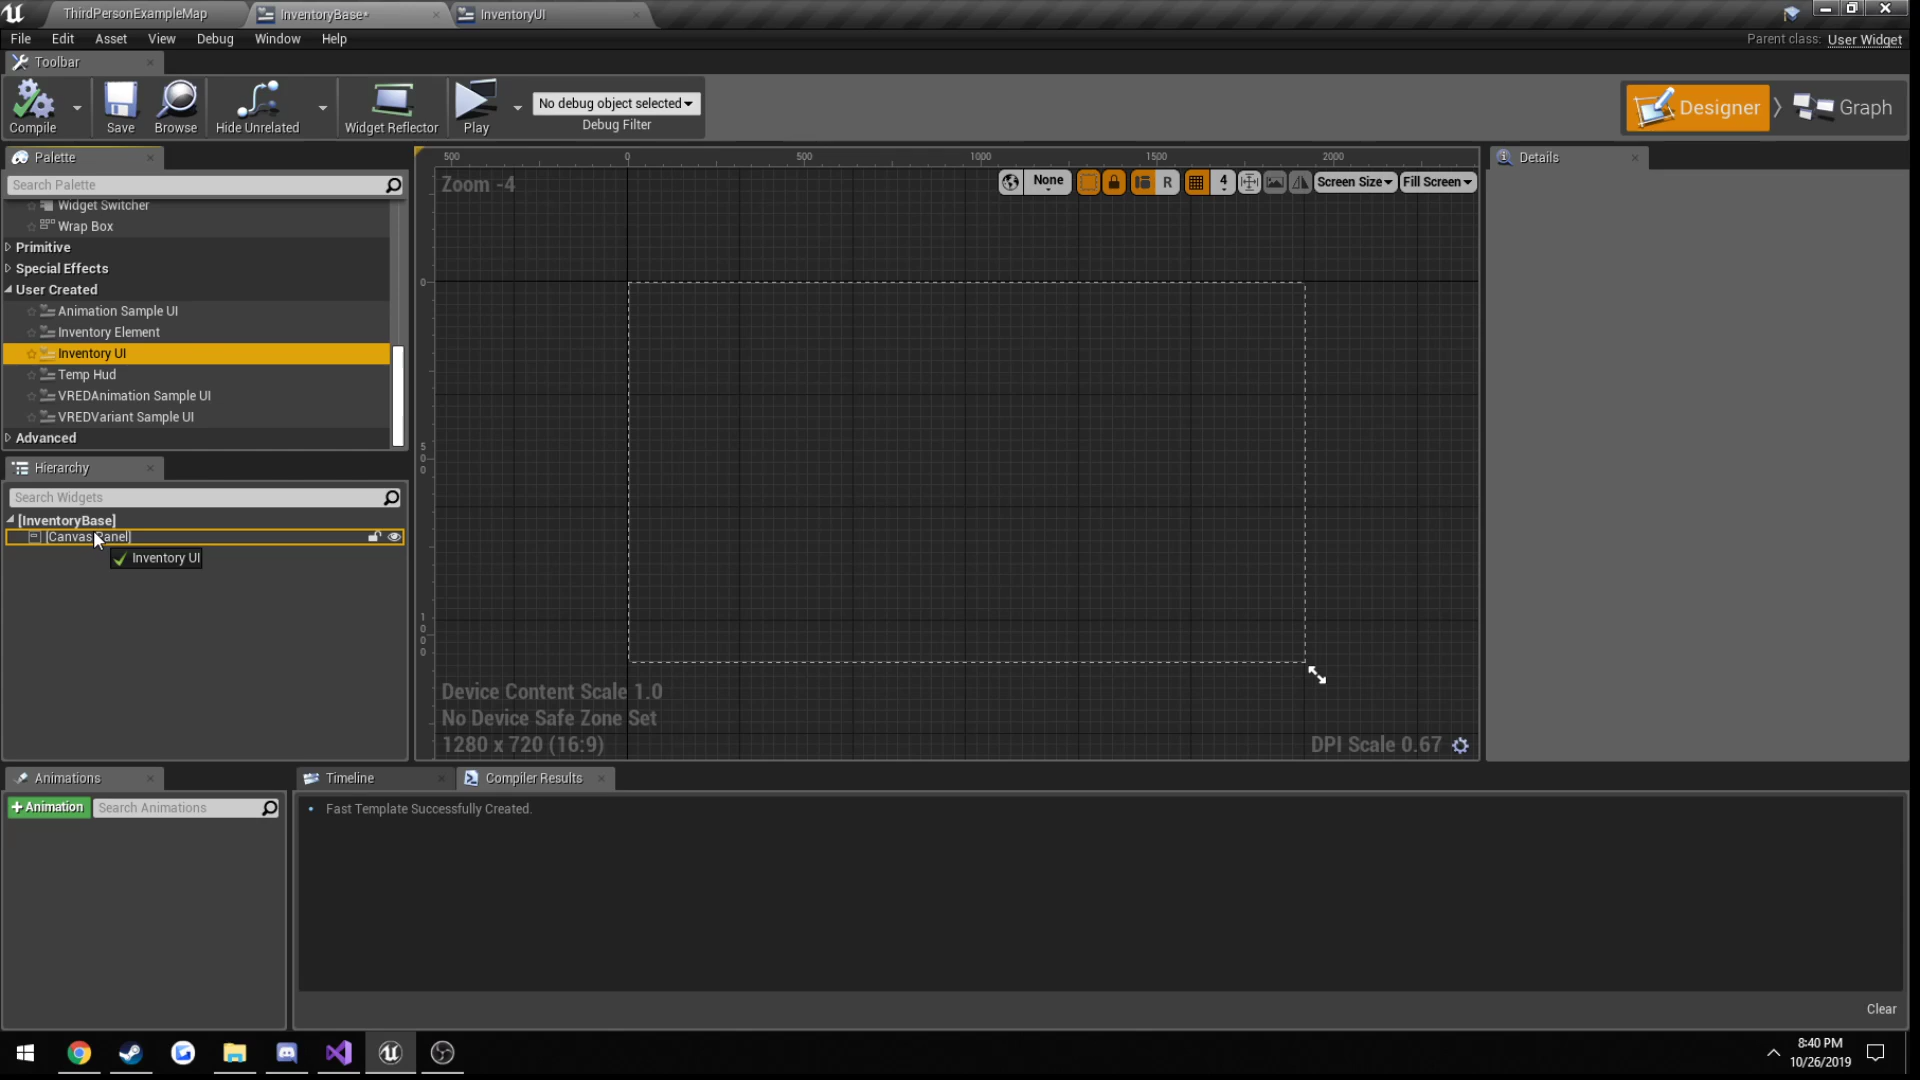 ThirdPersonExampleMap
InventoryBase*
InventoryUI
File Edit Asset View Debug Window Help
Parent class: User Widget
Toolbar
Compile
Save
Browse
Hide Unrelated
Widget Reflector
Play
No debug object selected
Debug Filter
Designer
Graph
Palette
Search Palette
Widget Switcher
Wrap Box
Primitive
Special Effects
User Created
Animation Sample UI
Inventory Element
Inventory UI
Temp Hud
VREDAnimation Sample UI
VREDVariant Sample UI
Advanced
Hierarchy
Search Widgets
[InventoryBase]
[Canvas Panel]
Inventory UI
500 0 500 1000 1500 2000
Zoom -4
None
R
4
Screen Size
Fill Screen
0
500
1000
Device Content Scale 1.0
No Device Safe Zone Set
1280 x 720 (16:9)
DPI Scale 0.67
Details
Animations
+Animation
Search Animations
Timeline
Compiler Results
Fast Template Successfully Created.
Clear
8:40 PM
10/26/2019